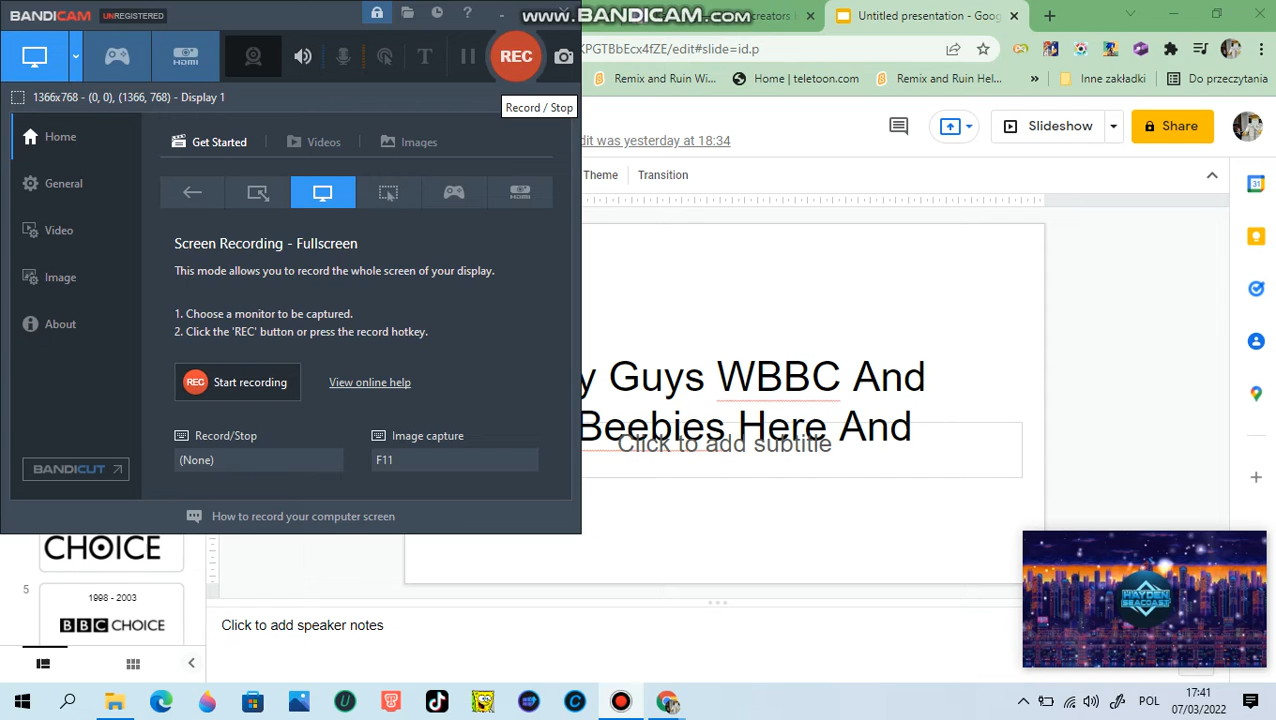 BANDICAM UNREGISTERED
www.BANDICAM.com
creators
Untitled presentation - Goog
KPGTBbEcx4fZE/edit#slide=id.p
REC
Record / Stop
Remix and Ruin Wi...
Home | teletoon.com
Remix and Ruin Hel...
Inne zakładki
Do przeczytania
1366x768 - (0, 0), (1366, 768) - Display 1
Home
General
Video
Image
About
BANDICUT
Get Started
Videos
Images
HDMI
Screen Recording - Fullscreen
This mode allows you to record the whole screen of your display.
1. Choose a monitor to be captured.
2. Click the 'REC' button or press the record hotkey.
REC Start recording
View online help
Record/Stop
Image capture
(None)
F11
How to record your computer screen
dit was yesterday at 18:34
Slideshow
Share
Theme
Transition
y Guys WBBC And
Beebies Here And
Click to add subtitle
CHOICE
5
1998 - 2003
BBC CHOICE
Click to add speaker notes
HAYDEN
SEACOAST
POL
17:41
07/03/2022